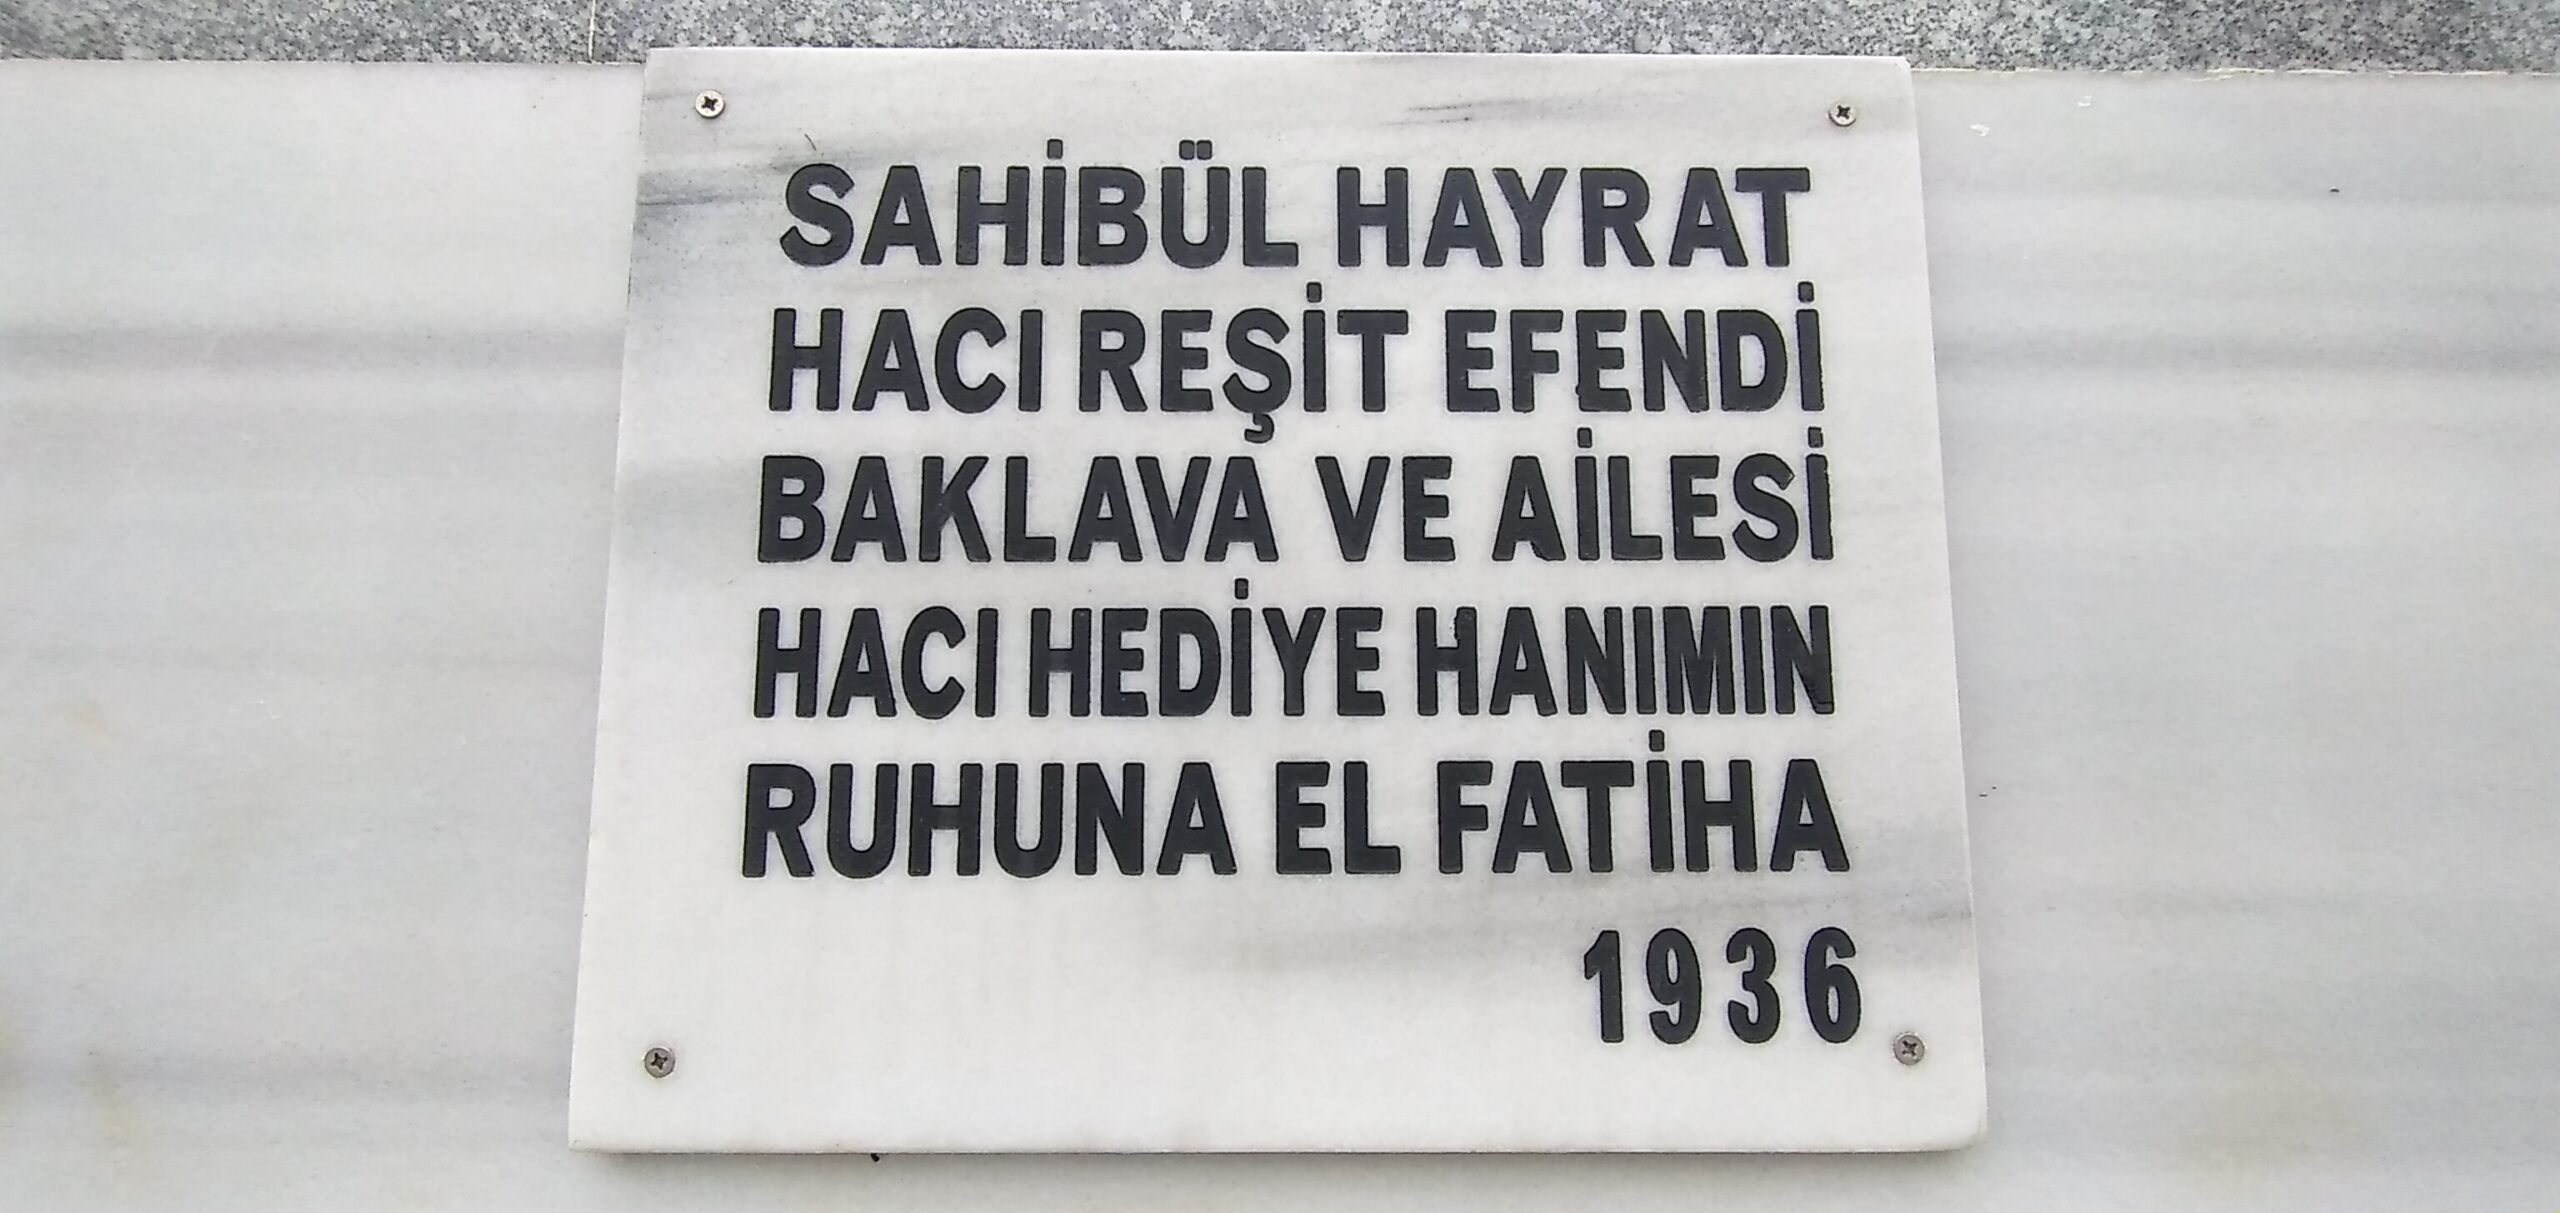 SAHİBÜL HAYRAT
HACI REŞİT EFENDİ
BAKLAVA VE AİLESİ
HACI HEDİYE HANIMIN
RUHUNA EL FATİHA
1936